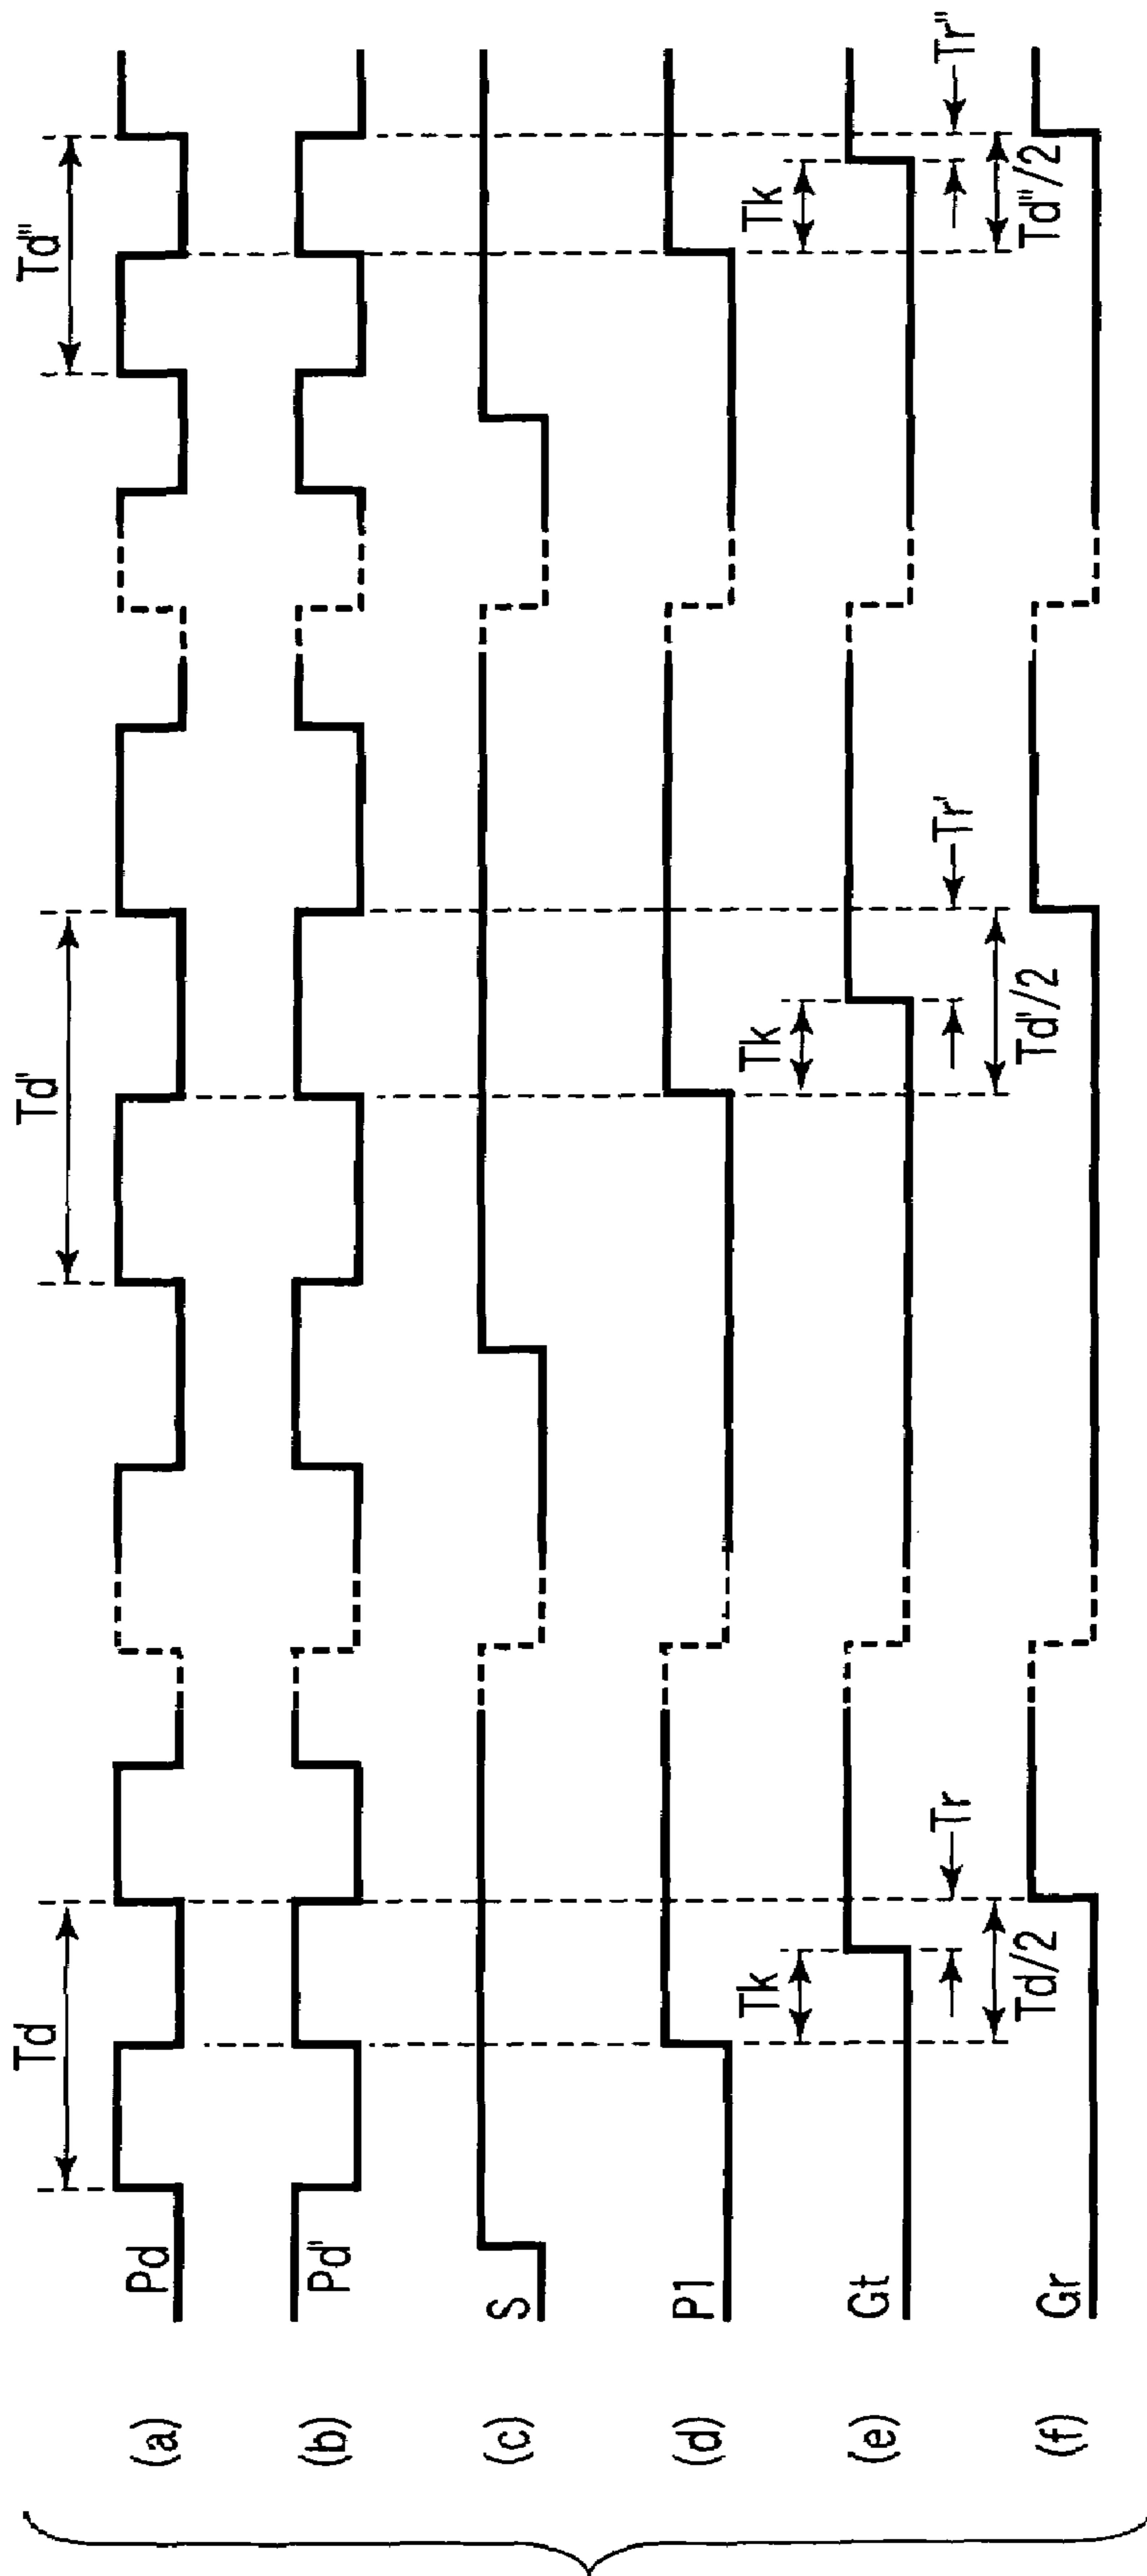 Td
Td'
Td"
(a)
Pd
(b)
Pd'
(c)
S
(d)
P1
(e)
Gt
Tk
Tk
Tk
Tr
Tr'
Tr"
Td/2
Td'/2
Td"/2
(f)
Gr